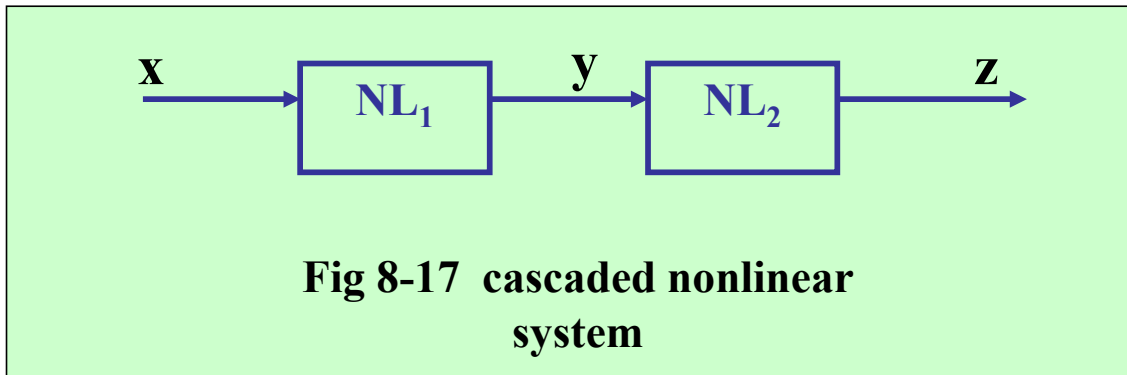 x y z
NL₁ NL₂
Fig 8-17 cascaded nonlinear
system